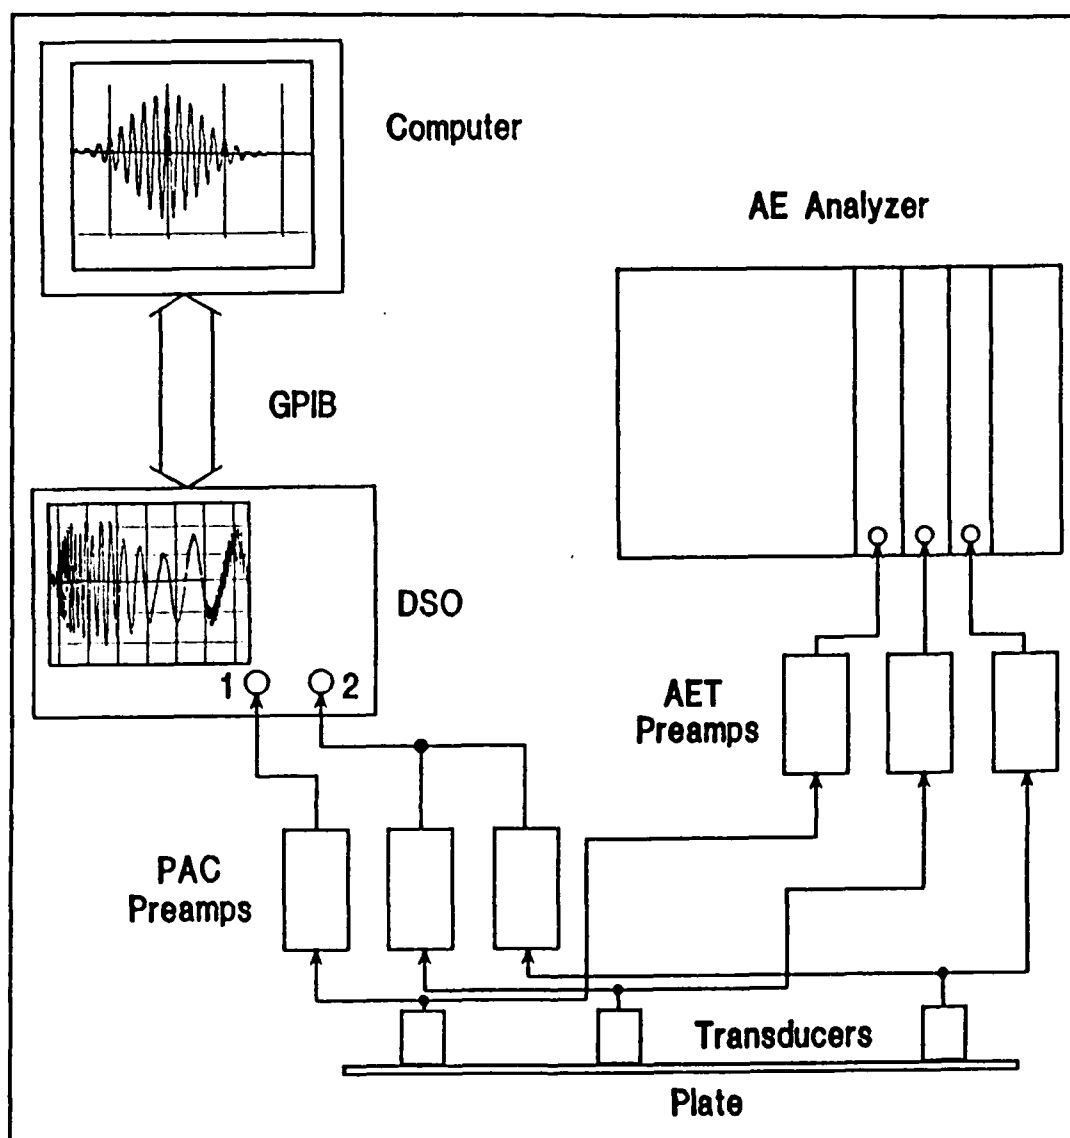 Computer
AE Analyzer
GPIB
DSO
1
2
AET
Preamps
PAC
Preamps
Transducers
Plate